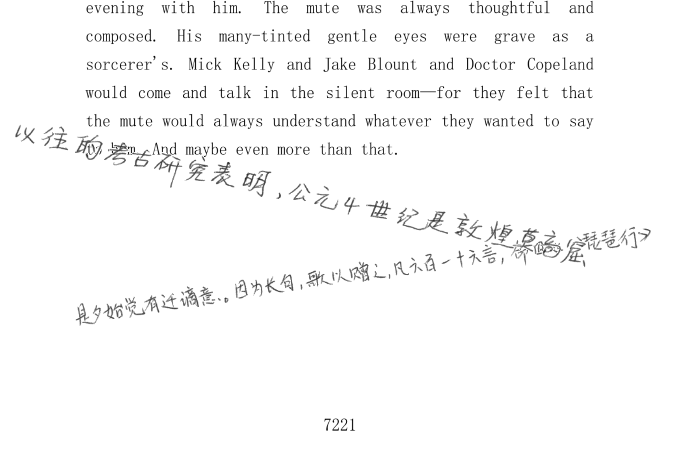 evening with him. The mute was always thoughtful and
composed. His many-tinted gentle eyes were grave as a
sorcerer's. Mick Kelly and Jake Blount and Doctor Copeland
would come and talk in the silent room—for they felt that
the mute would always understand whatever they wanted to say
And maybe even more than that.
以往的考古研究表明,公元4世纪是敦煌莫高窟
是夕始觉有迁谪意。因为长句,歌以赠之,凡六百一十六言,琵琶行》
7221